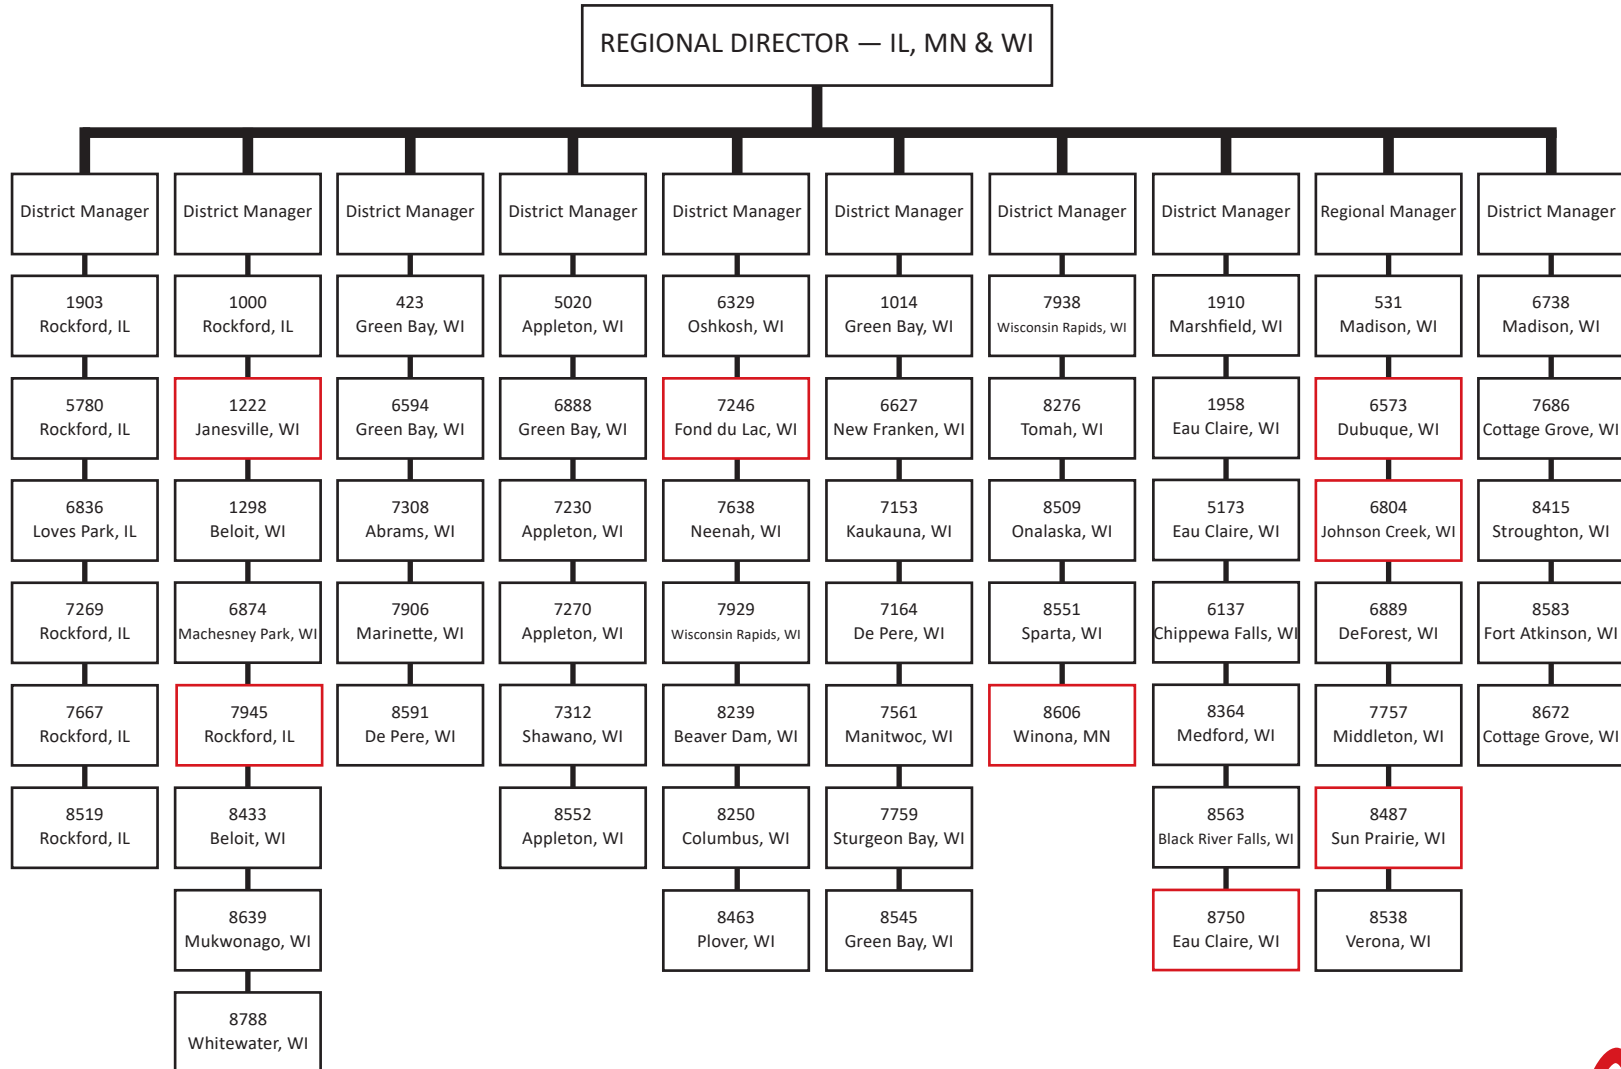 REGIONAL DIRECTOR — IL, MN & WI
District Manager
1903
Rockford, IL
5780
Rockford, IL
6836
Loves Park, IL
7269
Rockford, IL
7667
Rockford, IL
8519
Rockford, IL
District Manager
1000
Rockford, IL
1222
Janesville, WI
1298
Beloit, WI
6874
Machesney Park, WI
7945
Rockford, IL
8433
Beloit, WI
8639
Mukwonago, WI
8788
Whitewater, WI
District Manager
423
Green Bay, WI
6594
Green Bay, WI
7308
Abrams, WI
7906
Marinette, WI
8591
De Pere, WI
District Manager
5020
Appleton, WI
6888
Green Bay, WI
7230
Appleton, WI
7270
Appleton, WI
7312
Shawano, WI
8552
Appleton, WI
District Manager
6329
Oshkosh, WI
7246
Fond du Lac, WI
7638
Neenah, WI
7929
Wisconsin Rapids, WI
8239
Beaver Dam, WI
8250
Columbus, WI
8463
Plover, WI
District Manager
1014
Green Bay, WI
6627
New Franken, WI
7153
Kaukauna, WI
7164
De Pere, WI
7561
Manitwoc, WI
7759
Sturgeon Bay, WI
8545
Green Bay, WI
District Manager
7938
Wisconsin Rapids, WI
8276
Tomah, WI
8509
Onalaska, WI
8551
Sparta, WI
8606
Winona, MN
District Manager
1910
Marshfield, WI
1958
Eau Claire, WI
5173
Eau Claire, WI
6137
Chippewa Falls, WI
8364
Medford, WI
8563
Black River Falls, WI
8750
Eau Claire, WI
Regional Manager
531
Madison, WI
6573
Dubuque, WI
6804
Johnson Creek, WI
6889
DeForest, WI
7757
Middleton, WI
8487
Sun Prairie, WI
8538
Verona, WI
District Manager
6738
Madison, WI
7686
Cottage Grove, WI
8415
Stroughton, WI
8583
Fort Atkinson, WI
8672
Cottage Grove, WI